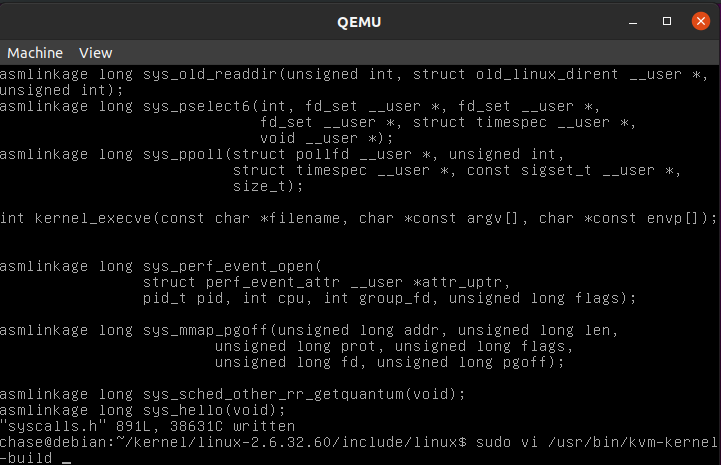 QEMU
Machine View
asmlinkage long sys_old_readdir(unsigned int, struct old_linux_dirent __user *,
unsigned int);
asmlinkage long sys_pselect6(int, fd_set __user *, fd_set __user *,
fd_set __user *, struct timespec __user *,
void __user *);
asmlinkage long sys_ppoll(struct pollfd __user *, unsigned int,
struct timespec __user *, const sigset_t __user *,
size_t);
int kernel_execve(const char *filename, char *const argv[], char *const envp[]);
asmlinkage long sys_perf_event_open(
struct perf_event_attr __user *attr_uptr,
pid_t pid, int cpu, int group_fd, unsigned long flags);
asmlinkage long sys_mmap_pgoff(unsigned long addr, unsigned long len,
unsigned long prot, unsigned long flags,
unsigned long fd, unsigned long pgoff);
asmlinkage long sys_sched_other_rr_getquantum(void);
asmlinkage long sys_hello(void);
"syscalls.h" 891L, 38631C written
chase@debian:~/kernel/linux-2.6.32.60/include/linux$ sudo vi /usr/bin/kvm-kernel
-build _